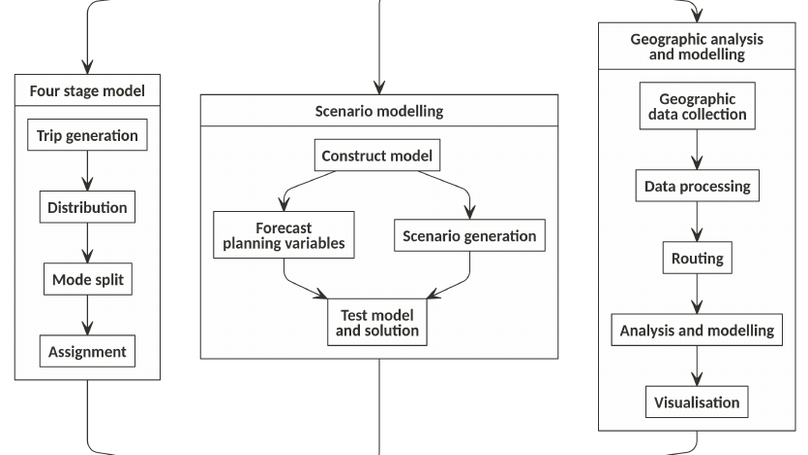 Four stage model
Trip generation
Distribution
Mode split
Assignment
Scenario modelling
Construct model
Forecast
planning variables
Scenario generation
Test model
and solution
Geographic analysis
and modelling
Geographic
data collection
Data processing
Routing
Analysis and modelling
Visualisation